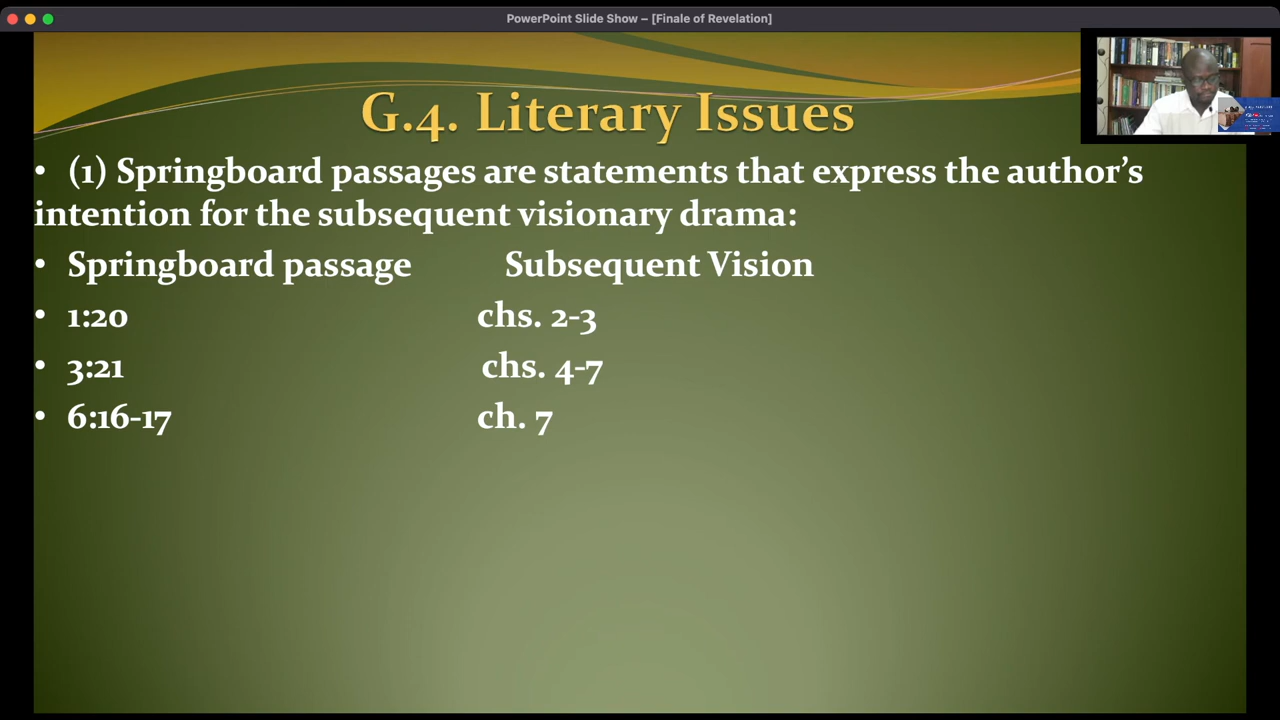 PowerPoint Slide Show – [Finale of Revelation]
G.4. Literary Issues
• (1) Springboard passages are statements that express the author’s
intention for the subsequent visionary drama:
• Springboard passage Subsequent Vision
• 1:20 chs. 2-3
• 3:21 chs. 4-7
• 6:16-17 ch. 7